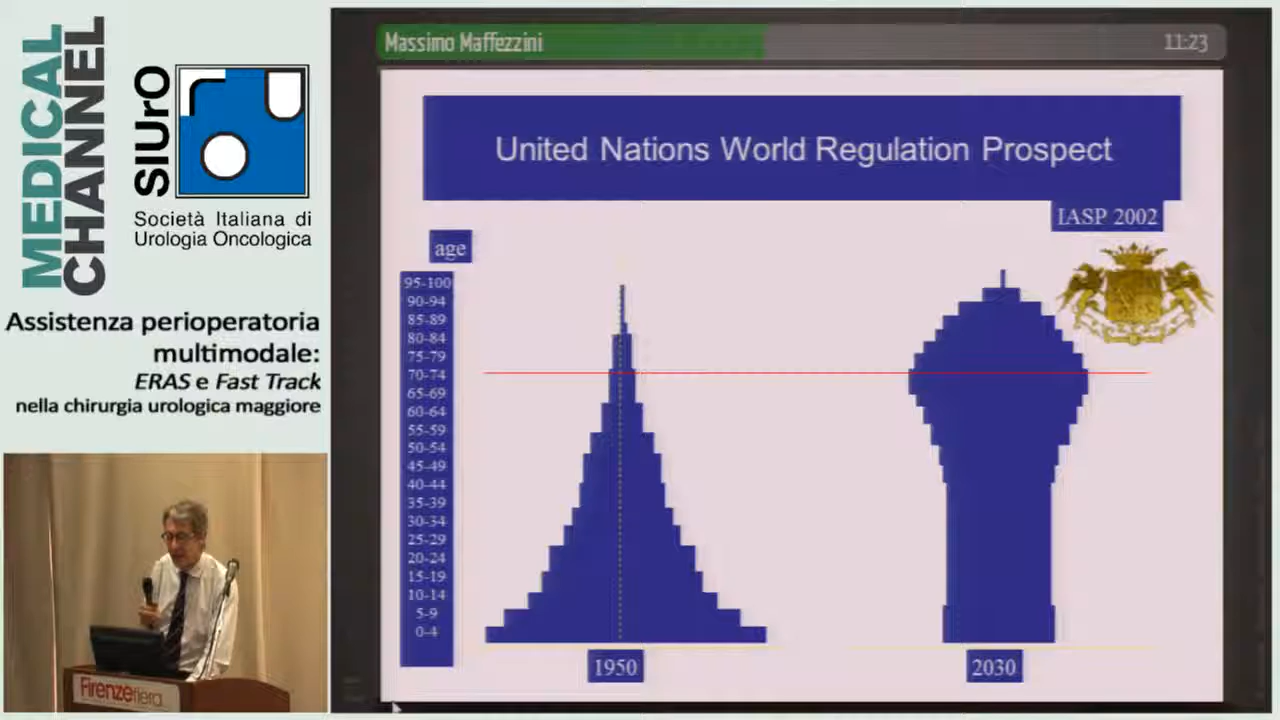 MEDICAL
CHANNEL
SIUrO
Società Italiana di
Urologia Oncologica
Assistenza perioperatoria
multimodale:
ERAS e Fast Track
nella chirurgia urologica maggiore
Firenzefiera
Massimo Maffezzini
11:23
United Nations World Regulation Prospect
IASP 2002
age
95-100
90-94
85-89
80-84
75-79
70-74
65-69
60-64
55-59
50-54
45-49
40-44
35-39
30-34
25-29
20-24
15-19
10-14
5-9
0-4
1950
2030